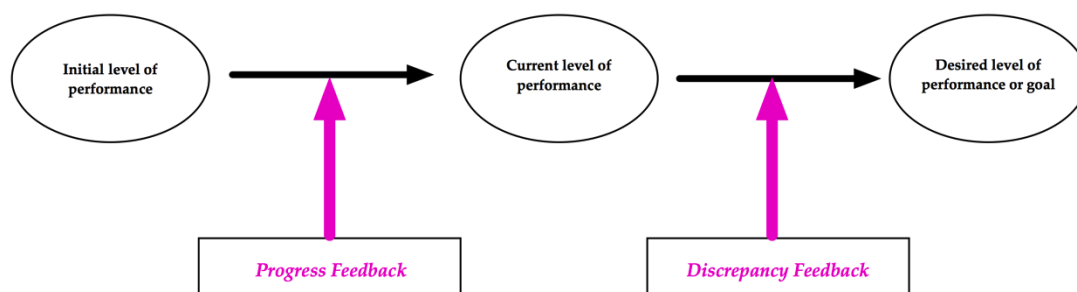 Initial level of
performance
Current level of
performance
Desired level of
performance or goal
Progress Feedback
Discrepancy Feedback